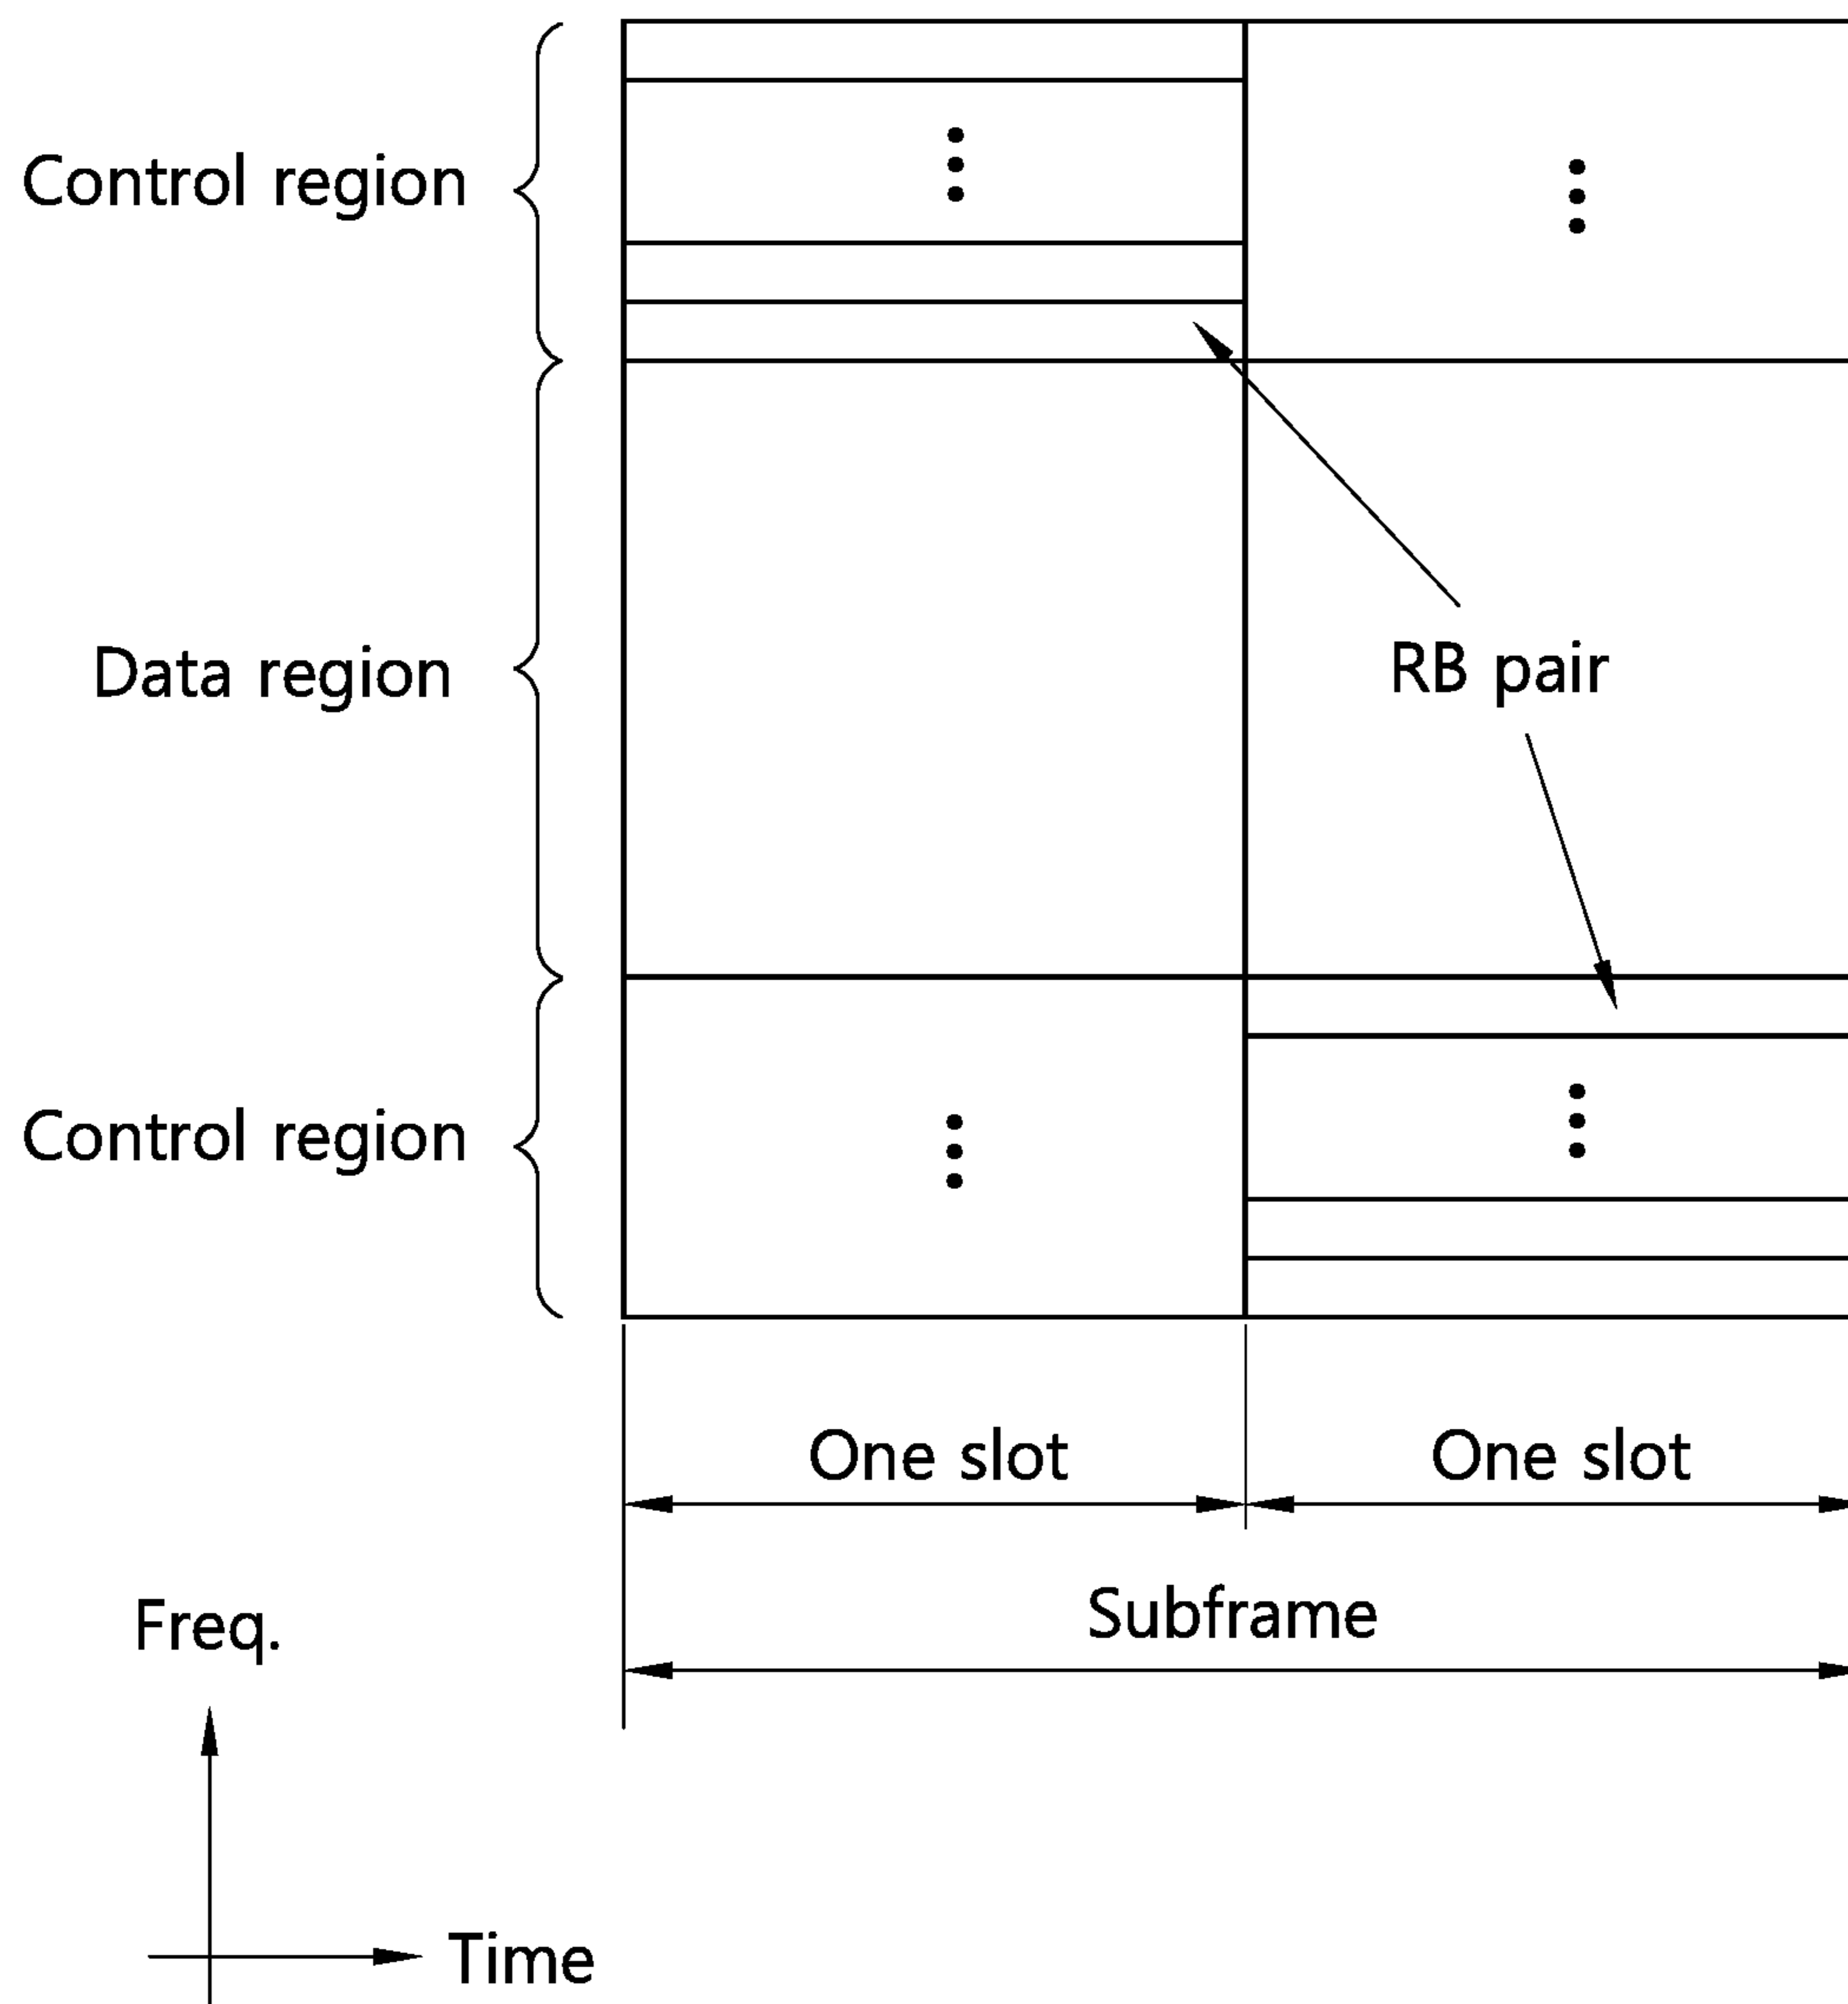 Control region
Data region
RB pair
Control region
One slot
One slot
Subframe
Freq.
Time